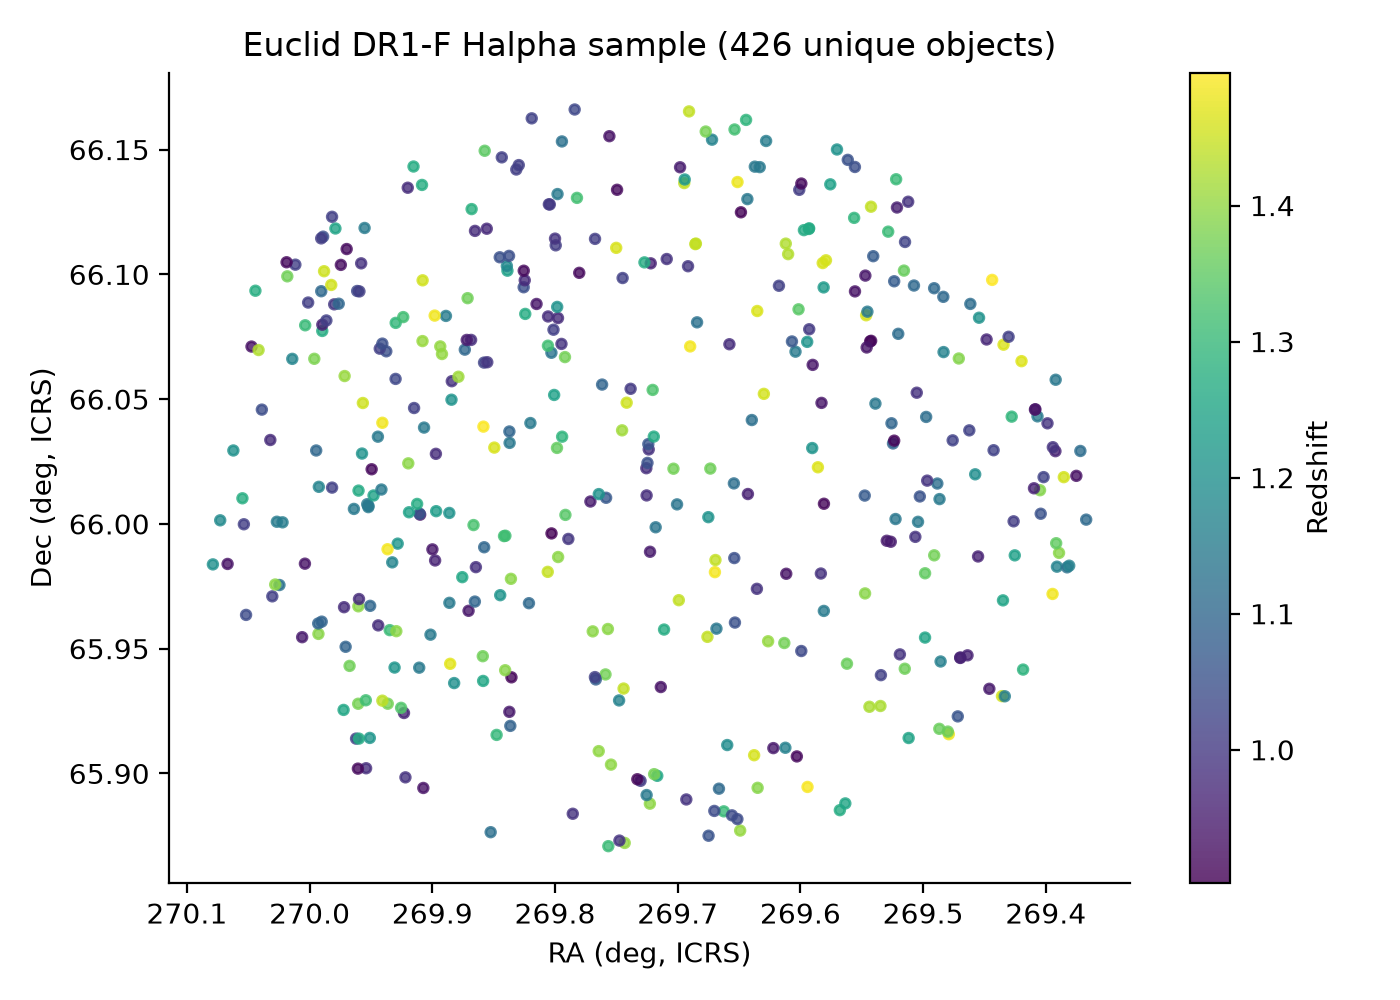 Euclid DR1-F Halpha sample (426 unique objects)
66.15
66.10
66.05
66.00
65.95
65.90
Dec (deg, ICRS)
270.1 270.0 269.9 269.8 269.7 269.6 269.5 269.4
RA (deg, ICRS)
1.4
1.3
1.2
1.1
1.0
Redshift